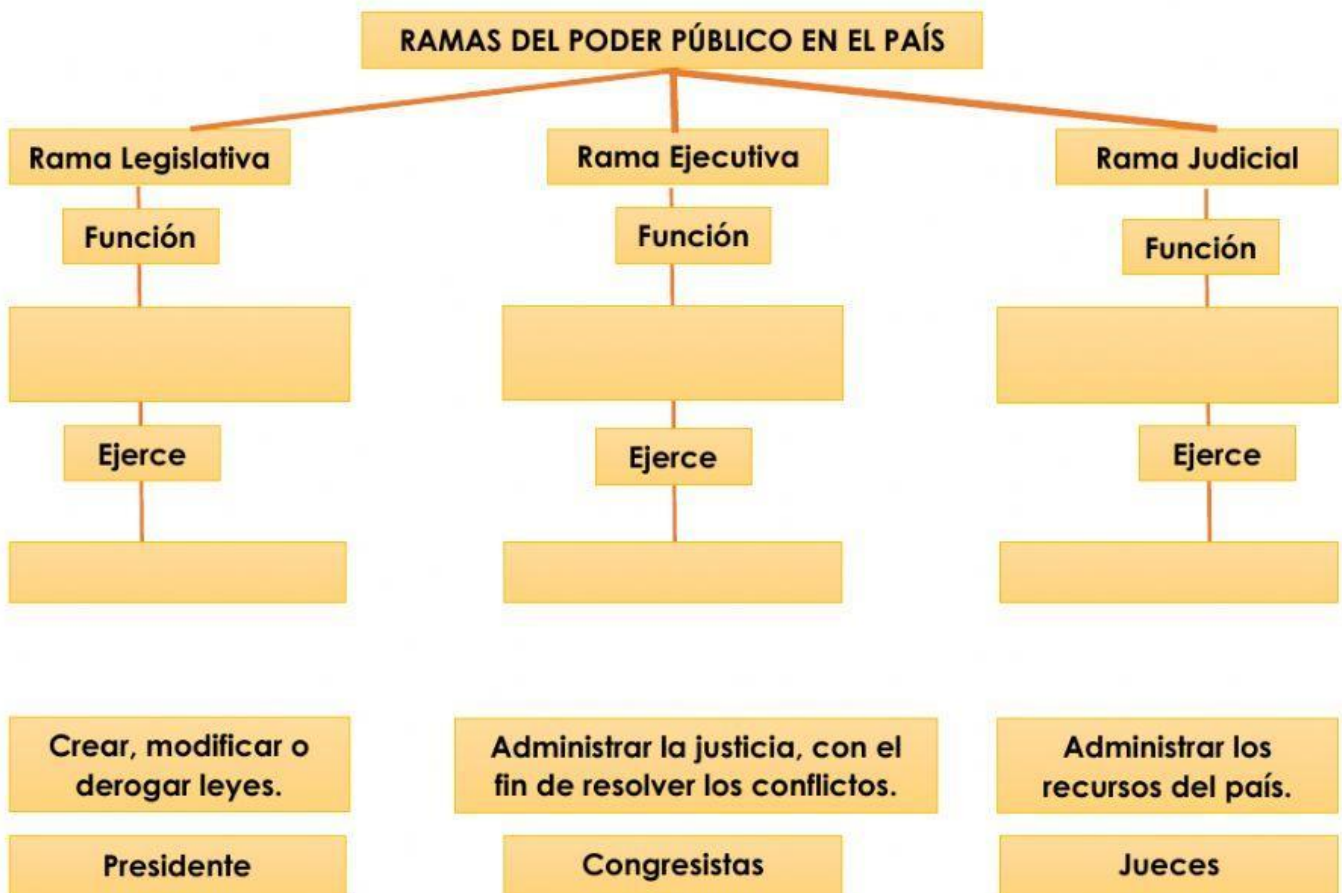 RAMAS DEL PODER PÚBLICO EN EL PAÍS
Rama Legislativa
Rama Ejecutiva
Rama Judicial
Función
Función
Función
Ejerce
Ejerce
Ejerce
Crear, modificar o
derogar leyes.
Administrar la justicia, con el
fin de resolver los conflictos.
Administrar los
recursos del país.
Presidente
Congresistas
Jueces